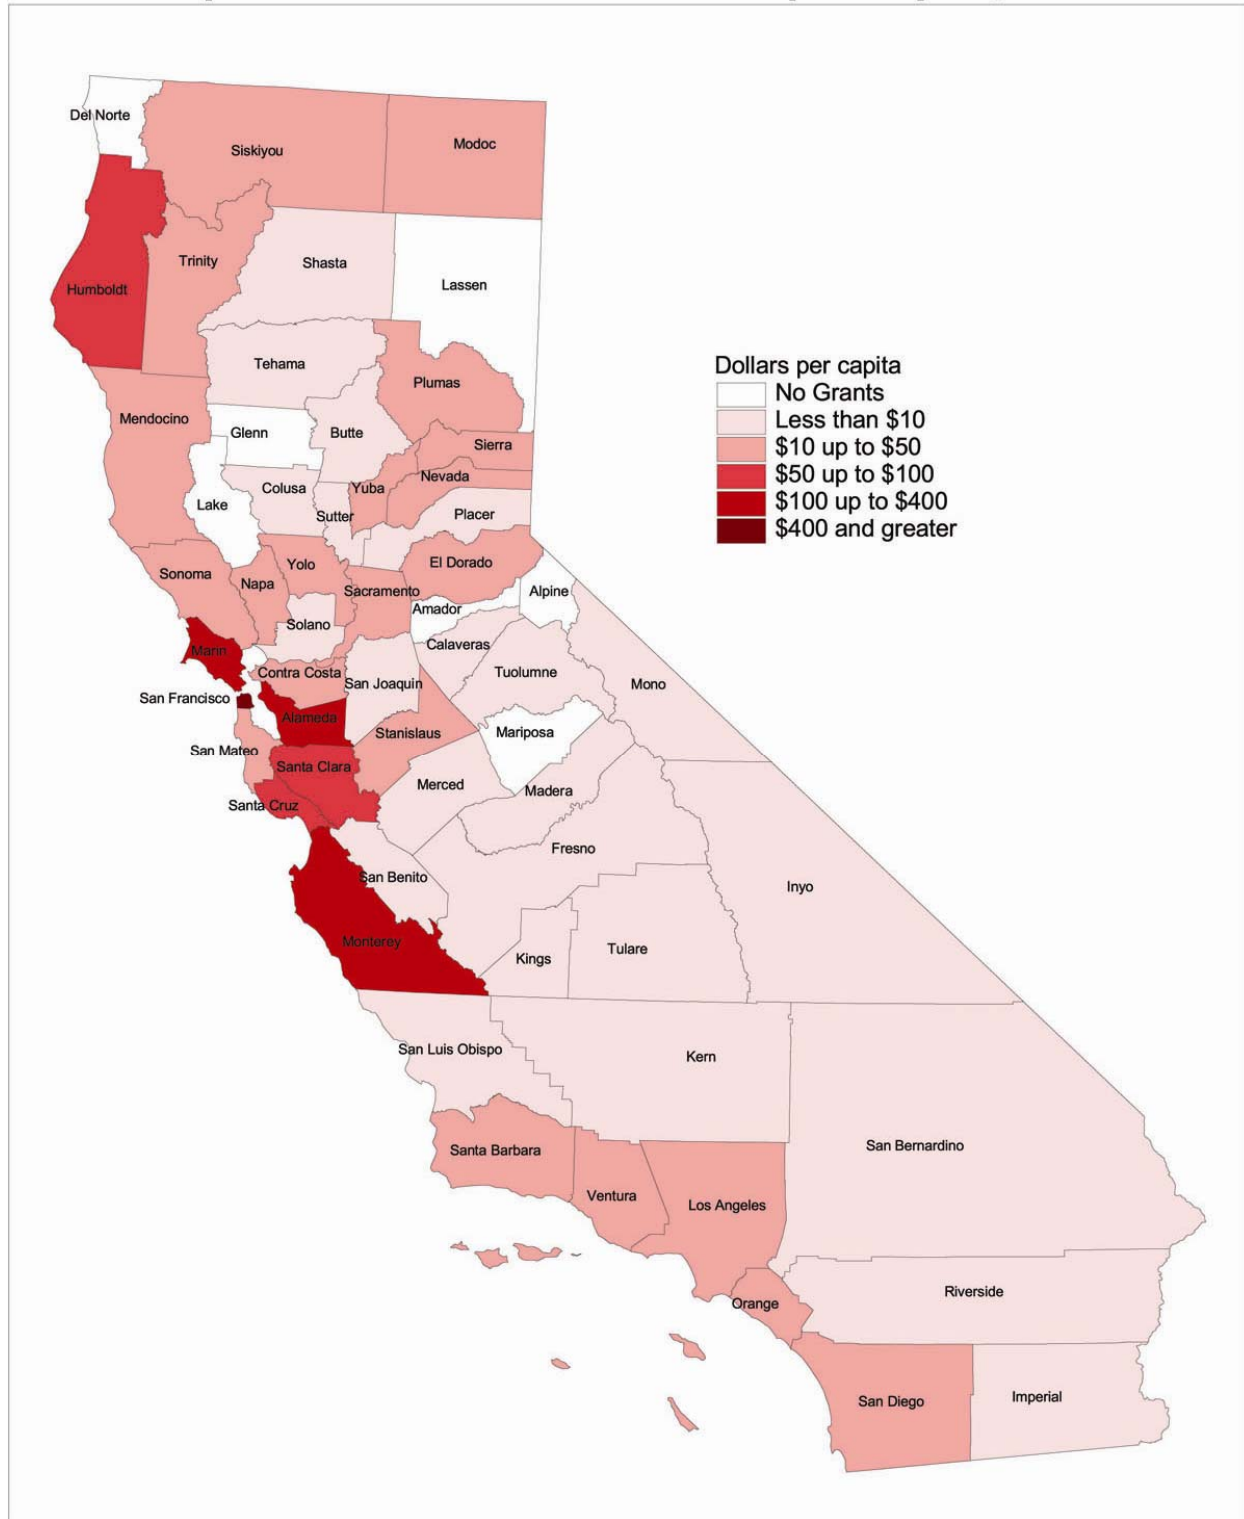 Del Norte
Siskiyou
Modoc
Humboldt
Trinity
Shasta
Lassen
Tehama
Plumas
Mendocino
Glenn
Butte
Sierra
Nevada
Yuba
Colusa
Lake
Sutter
Placer
Dollars per capita
No Grants
Less than $10
$10 up to $50
$50 up to $100
$100 up to $400
$400 and greater
Sonoma
Napa
Yolo
El Dorado
Sacramento
Alpine
Amador
Solano
Calaveras
Marin
Contra Costa
San Joaquin
Tuolumne
Mono
San Francisco
Alameda
Stanislaus
Mariposa
San Mateo
Santa Clara
Merced
Madera
Santa Cruz
Fresno
San Benito
Inyo
Monterey
Kings
Tulare
San Luis Obispo
Kern
Santa Barbara
San Bernardino
Ventura
Los Angeles
Orange
Riverside
San Diego
Imperial